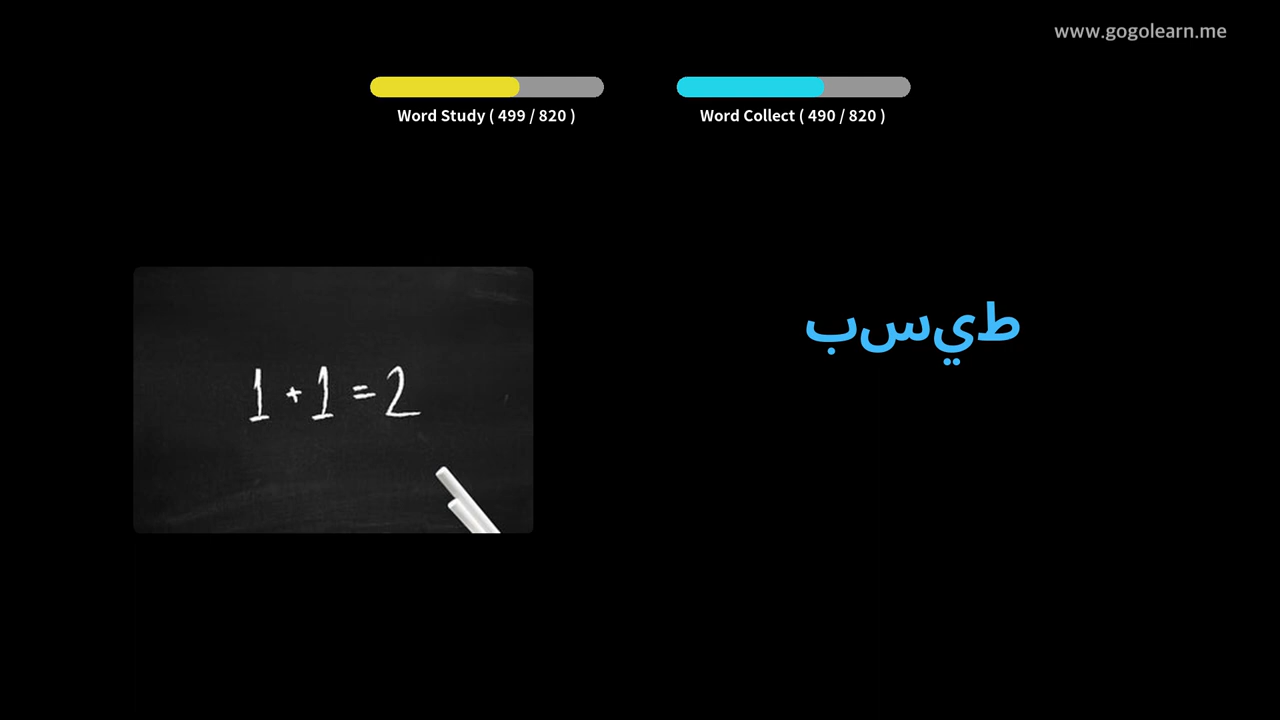 www.gogolearn.me
Word Study ( 499 / 820 )
Word Collect ( 490 / 820 )
طيسب
1 + 1 = 2